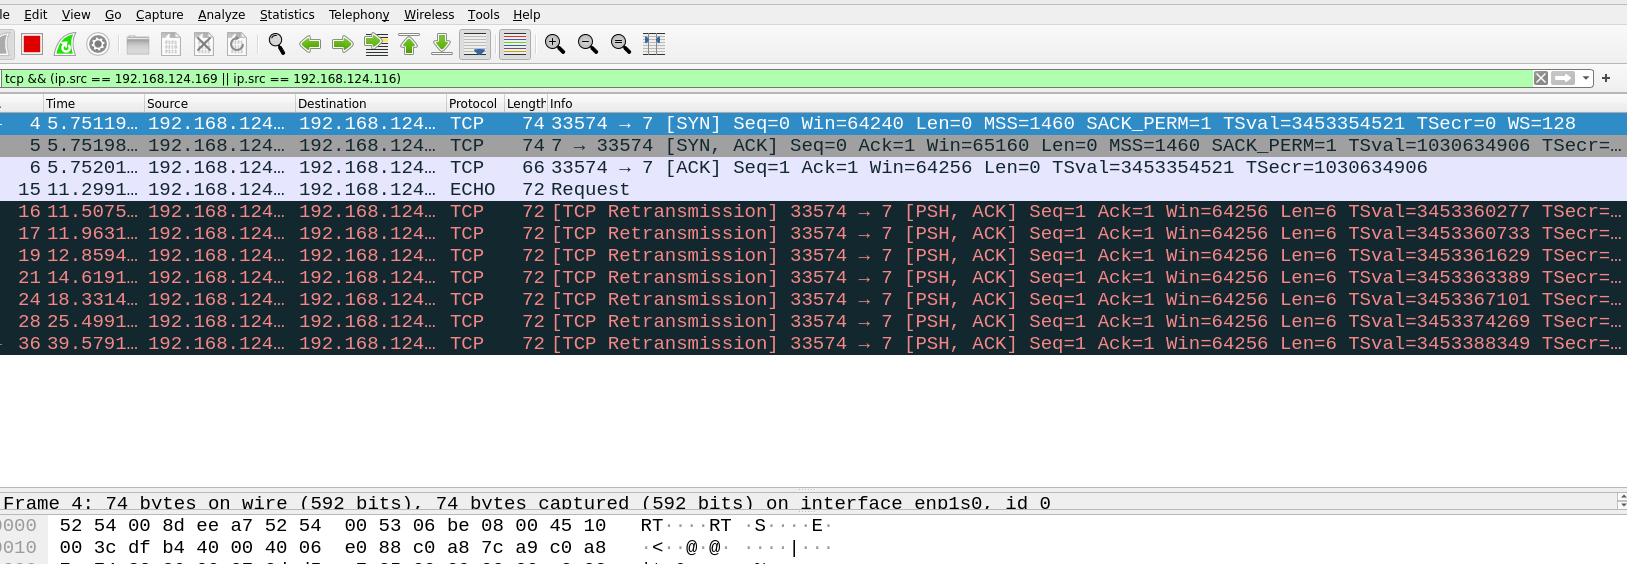 le Edit View Go Capture Analyze Statistics Telephony Wireless Tools Help
tcp && (ip.src == 192.168.124.169 || ip.src == 192.168.124.116)
Time Source Destination Protocol Length Info
4 5.75119… 192.168.124… 192.168.124… TCP 74 33574 → 7 [SYN] Seq=0 Win=64240 Len=0 MSS=1460 SACK_PERM=1 TSval=3453354521 TSecr=0 WS=128
5 5.75198… 192.168.124… 192.168.124… TCP 74 7 → 33574 [SYN, ACK] Seq=0 Ack=1 Win=65160 Len=0 MSS=1460 SACK_PERM=1 TSval=1030634906 TSecr=…
6 5.75201… 192.168.124… 192.168.124… TCP 66 33574 → 7 [ACK] Seq=1 Ack=1 Win=64256 Len=0 TSval=3453354521 TSecr=1030634906
15 11.2991… 192.168.124… 192.168.124… ECHO 72 Request
16 11.5075… 192.168.124… 192.168.124… TCP 72 [TCP Retransmission] 33574 → 7 [PSH, ACK] Seq=1 Ack=1 Win=64256 Len=6 TSval=3453360277 TSecr=…
17 11.9631… 192.168.124… 192.168.124… TCP 72 [TCP Retransmission] 33574 → 7 [PSH, ACK] Seq=1 Ack=1 Win=64256 Len=6 TSval=3453360733 TSecr=…
19 12.8594… 192.168.124… 192.168.124… TCP 72 [TCP Retransmission] 33574 → 7 [PSH, ACK] Seq=1 Ack=1 Win=64256 Len=6 TSval=3453361629 TSecr=…
21 14.6191… 192.168.124… 192.168.124… TCP 72 [TCP Retransmission] 33574 → 7 [PSH, ACK] Seq=1 Ack=1 Win=64256 Len=6 TSval=3453363389 TSecr=…
24 18.3314… 192.168.124… 192.168.124… TCP 72 [TCP Retransmission] 33574 → 7 [PSH, ACK] Seq=1 Ack=1 Win=64256 Len=6 TSval=3453367101 TSecr=…
28 25.4991… 192.168.124… 192.168.124… TCP 72 [TCP Retransmission] 33574 → 7 [PSH, ACK] Seq=1 Ack=1 Win=64256 Len=6 TSval=3453374269 TSecr=…
36 39.5791… 192.168.124… 192.168.124… TCP 72 [TCP Retransmission] 33574 → 7 [PSH, ACK] Seq=1 Ack=1 Win=64256 Len=6 TSval=3453388349 TSecr=…
Frame 4: 74 bytes on wire (592 bits), 74 bytes captured (592 bits) on interface enp1s0, id 0
0000 52 54 00 8d ee a7 52 54 00 53 06 be 08 00 45 10 RT····RT ·S····E·
0010 00 3c df b4 40 00 40 06 e0 88 c0 a8 7c a9 c0 a8 ·<··@·@· ····|···